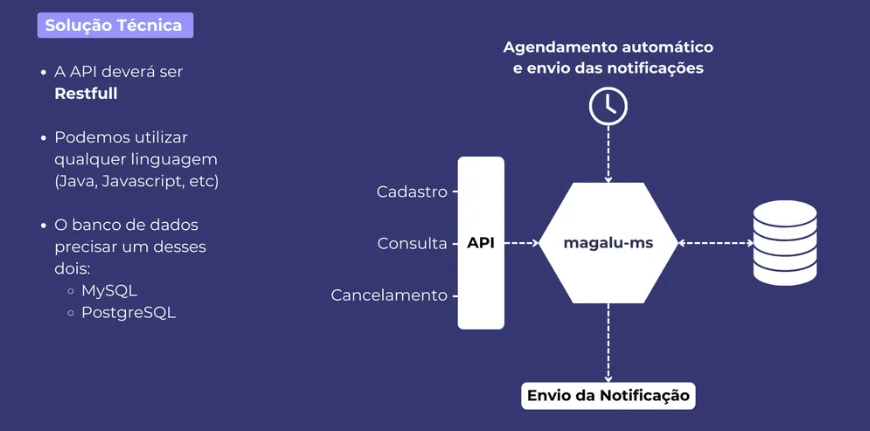 Solução Técnica
A API deverá ser
Restfull
Podemos utilizar
qualquer linguagem
(Java, Javascript, etc)
O banco de dados
precisar um desses
dois:
MySQL
PostgreSQL
Agendamento automático
e envio das notificações
Cadastro
Consulta
Cancelamento
API
magalu-ms
Envio da Notificação